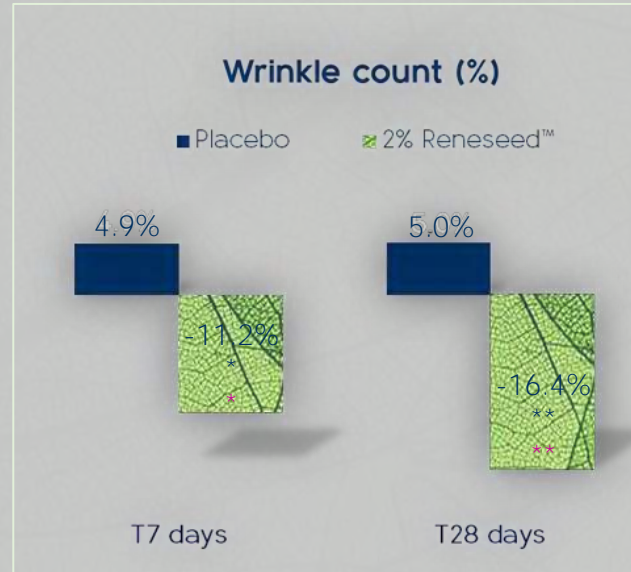 Wrinkle count (%)
Placebo
2% Reneseed™
4.9%
5.0%
-11.2%
*
*
-16.4%
**
**
T7 days
T28 days